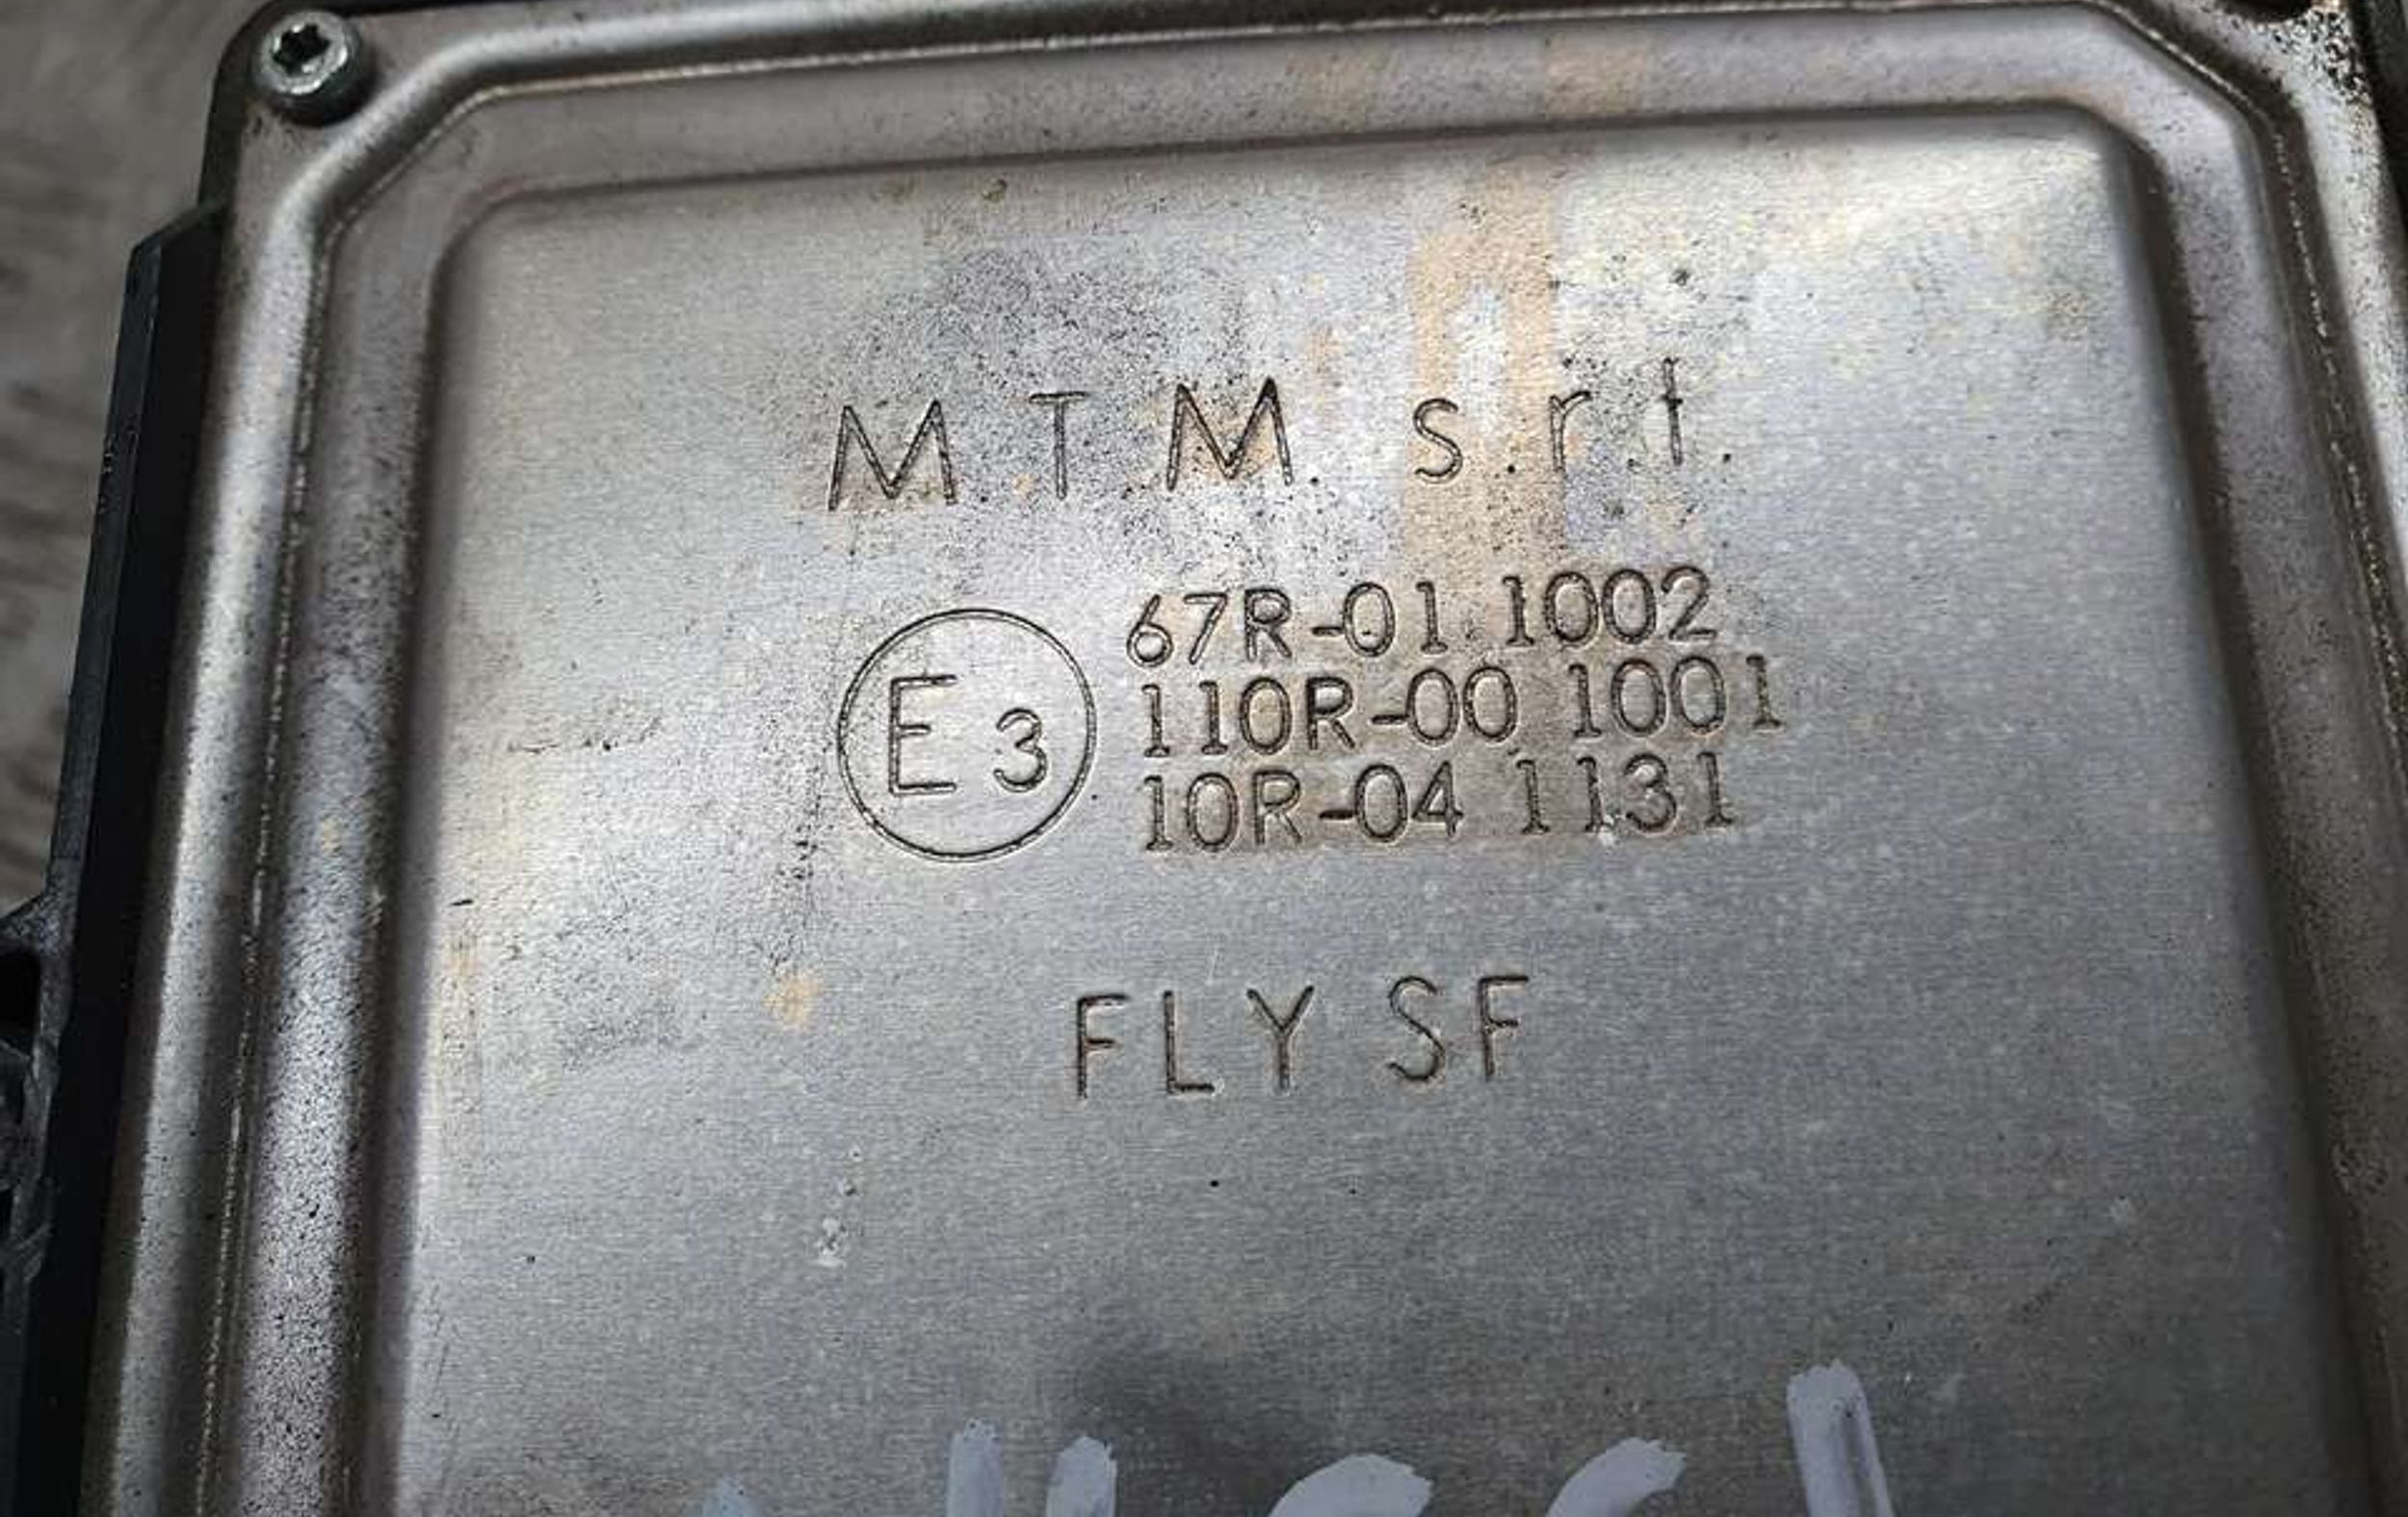 MTM s.r.l.
E3
67R-01 1002
110R-00 1001
10R-04 1131
FLY SF